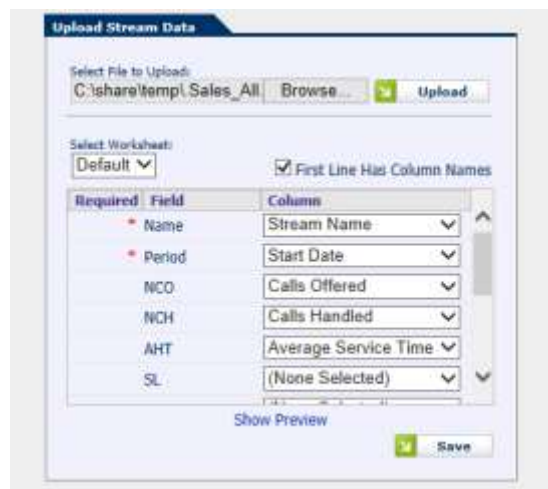 Upload Stream Data
Select File to Upload:
C:\share\temp\.Sales_All Browse... Upload
Select Worksheet:
Default First Line Has Column Names
Required Field Column
* Name Stream Name
* Period Start Date
NCO Calls Offered
NCH Calls Handled
AHT Average Service Time
SL (None Selected)
Show Preview
Save